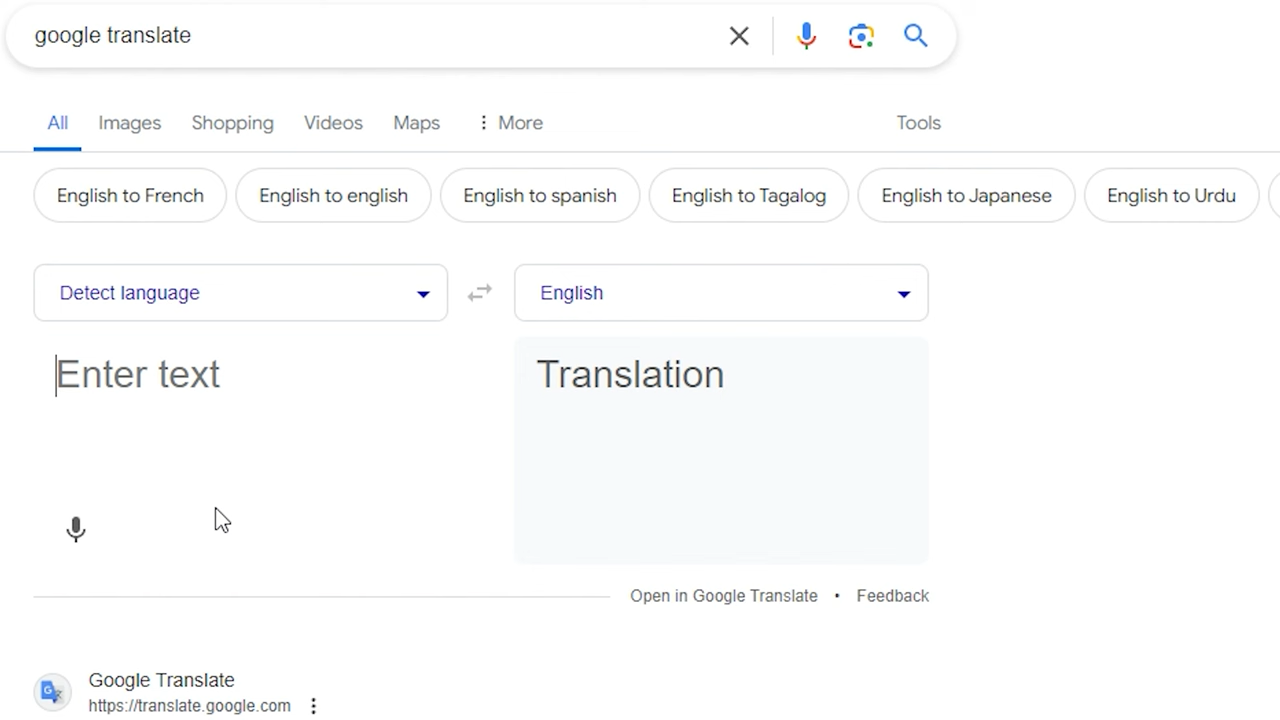 google translate
All Images Shopping Videos Maps More Tools
English to French English to english English to spanish English to Tagalog English to Japanese English to Urdu
Detect language English
Enter text Translation
Open in Google Translate • Feedback
Google Translate
https://translate.google.com